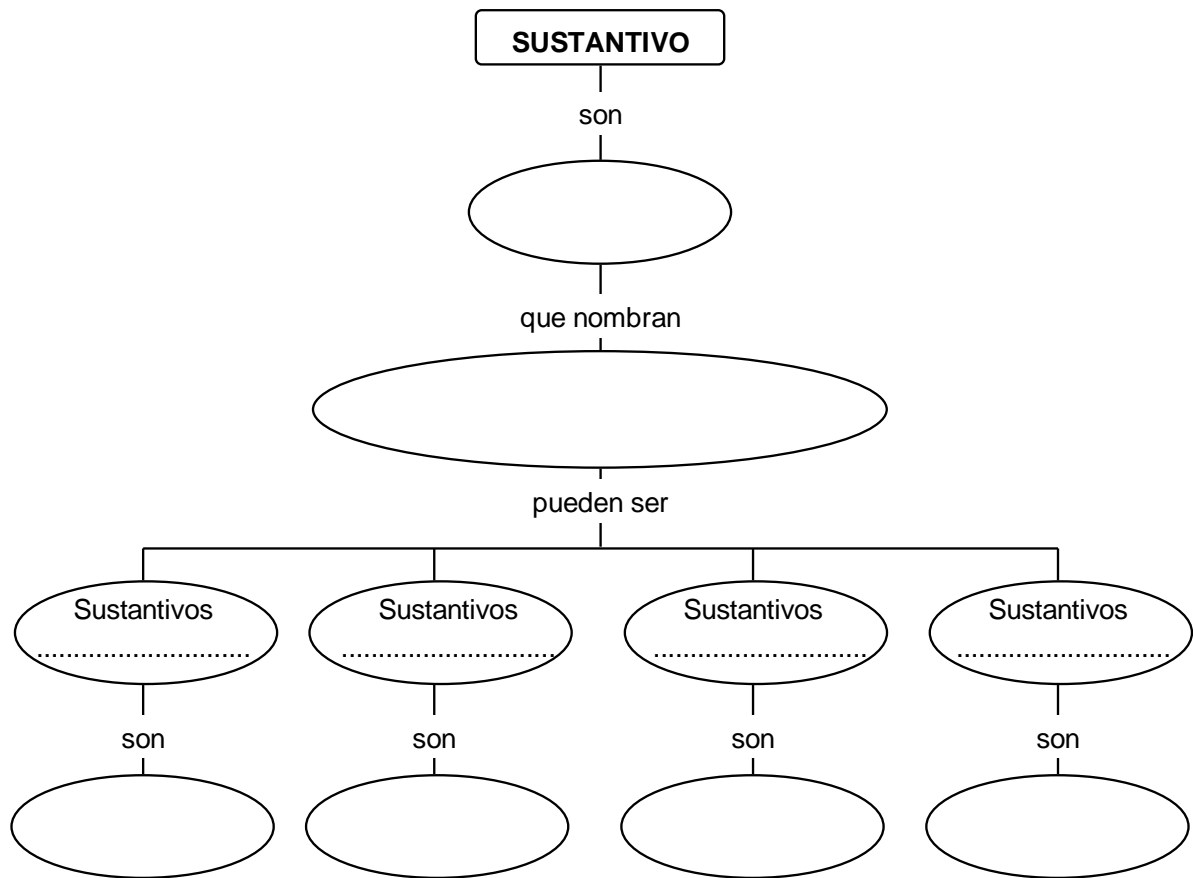 SUSTANTIVO
son
que nombran
pueden ser
Sustantivos Sustantivos Sustantivos Sustantivos
............................ ............................ ............................ ............................
son son son son